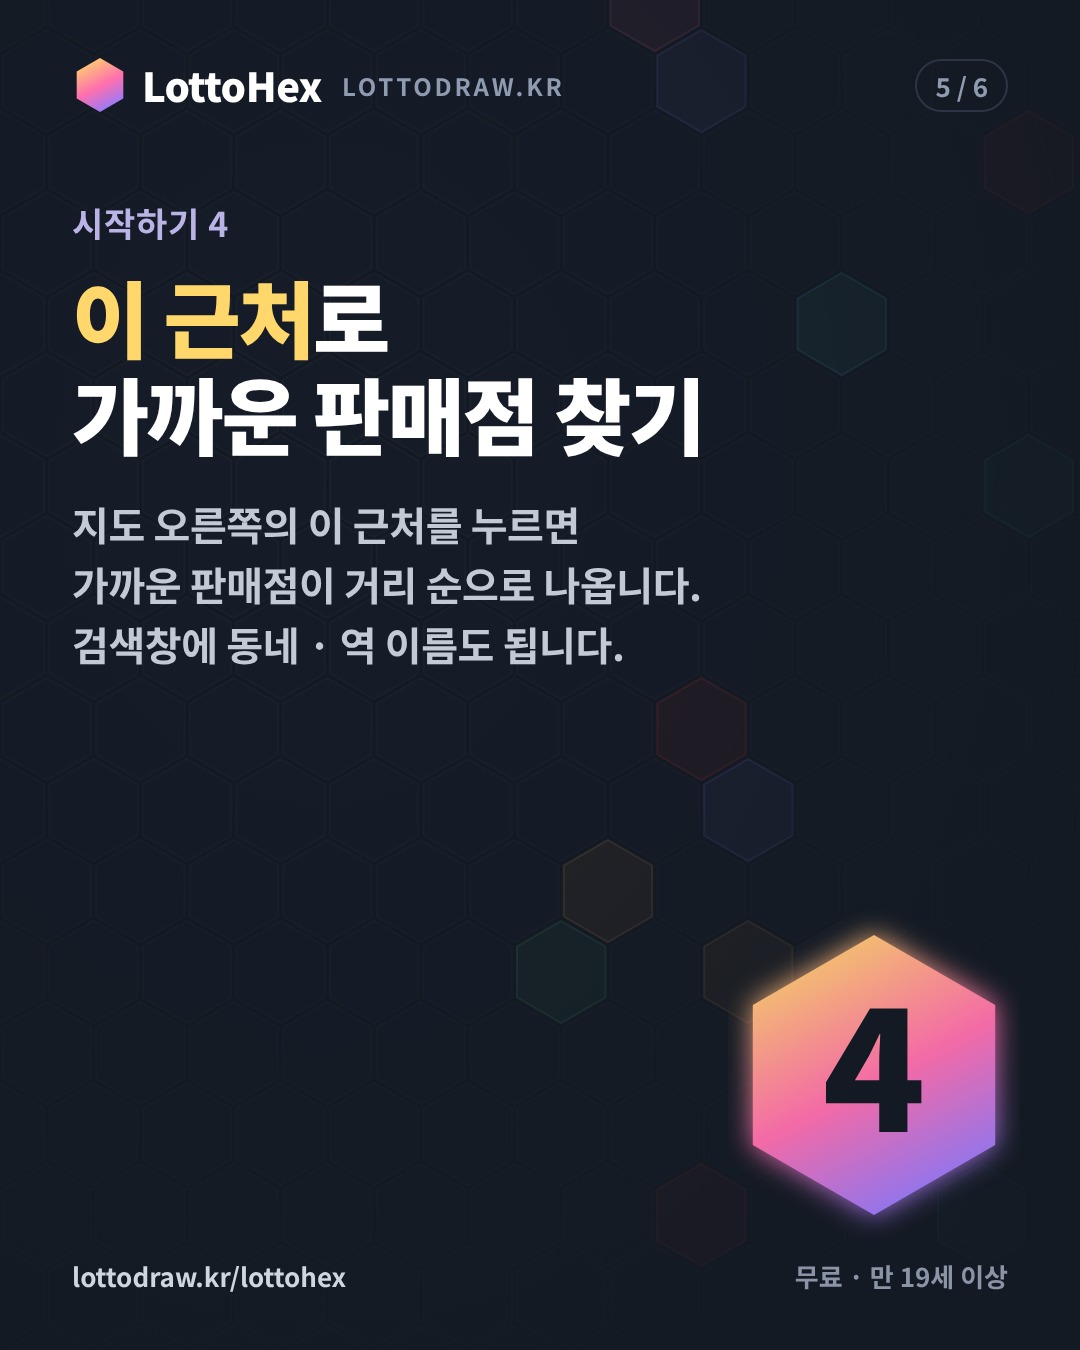 LottoHex LOTTODRAW.KR
5 / 6
시작하기 4
이 근처로
가까운 판매점 찾기
지도 오른쪽의 이 근처를 누르면
가까운 판매점이 거리 순으로 나옵니다.
검색창에 동네 · 역 이름도 됩니다.
4
lottodraw.kr/lottohex
무료 · 만 19세 이상